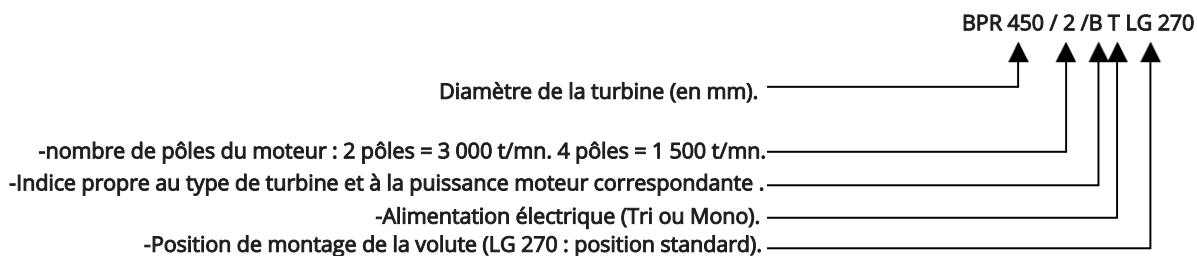 BPR 450 / 2 /B T LG 270
Diamètre de la turbine (en mm).
-nombre de pôles du moteur : 2 pôles = 3 000 t/mn. 4 pôles = 1 500 t/mn.
-Indice propre au type de turbine et à la puissance moteur correspondante .
-Alimentation électrique (Tri ou Mono).
-Position de montage de la volute (LG 270 : position standard).